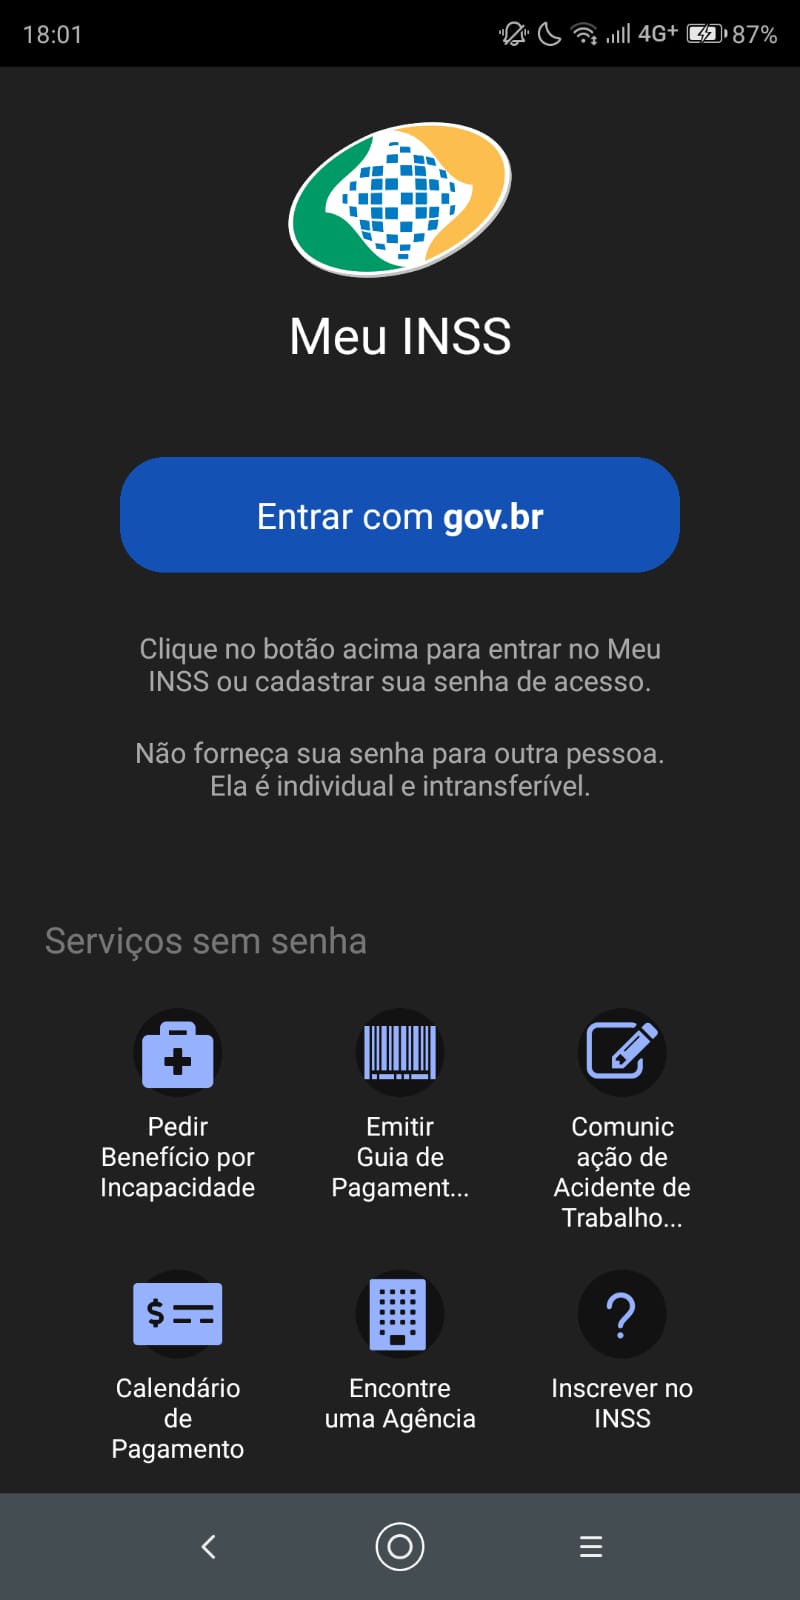 18:01
4G+
87%
Meu INSS
Entrar com gov.br
Clique no botão acima para entrar no Meu
INSS ou cadastrar sua senha de acesso.
Não forneça sua senha para outra pessoa.
Ela é individual e intransferível.
Serviços sem senha
Pedir
Benefício por
Incapacidade
Emitir
Guia de
Pagament...
Comunic
ação de
Acidente de
Trabalho...
$
?
Calendário
de
Pagamento
Encontre
uma Agência
Inscrever no
INSS